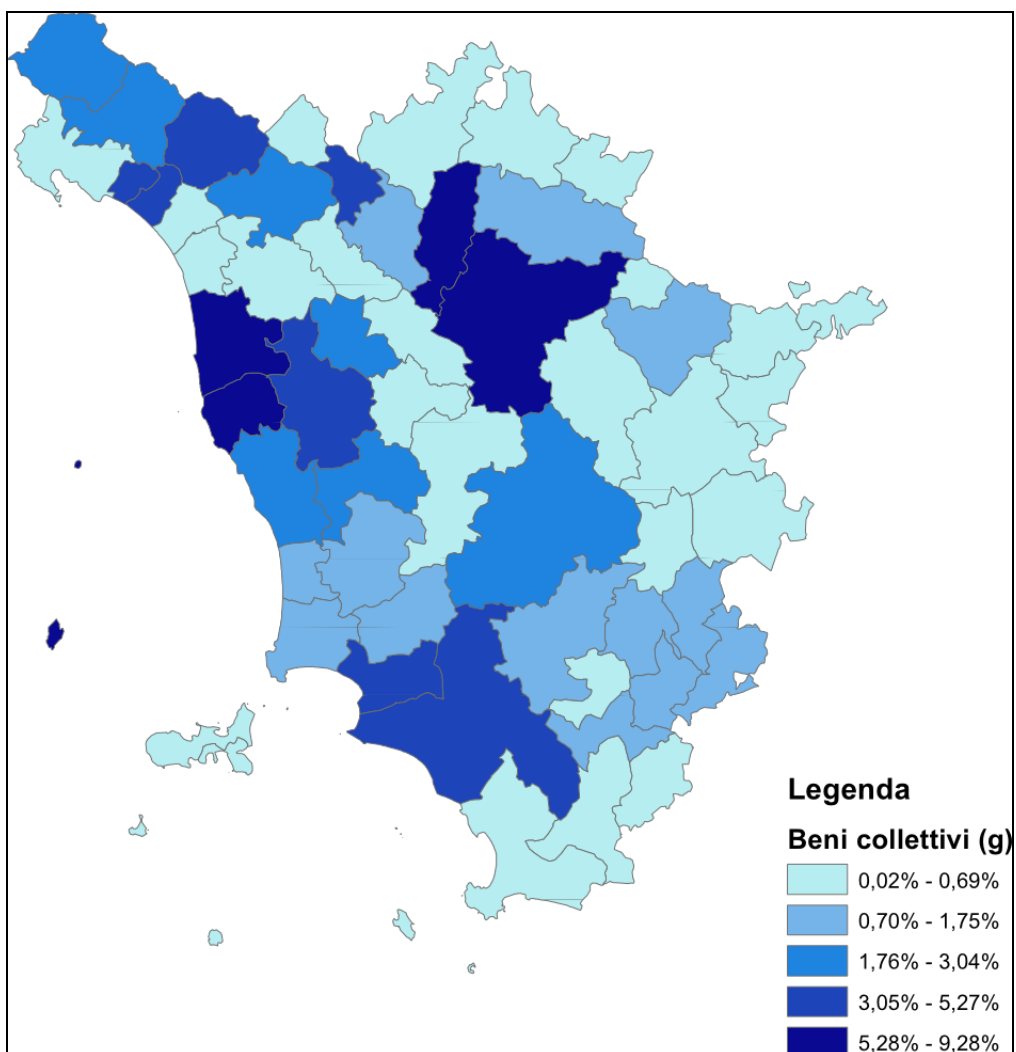 Legenda
Beni collettivi (g)
0,02% - 0,69%
0,70% - 1,75%
1,76% - 3,04%
3,05% - 5,27%
5,28% - 9,28%